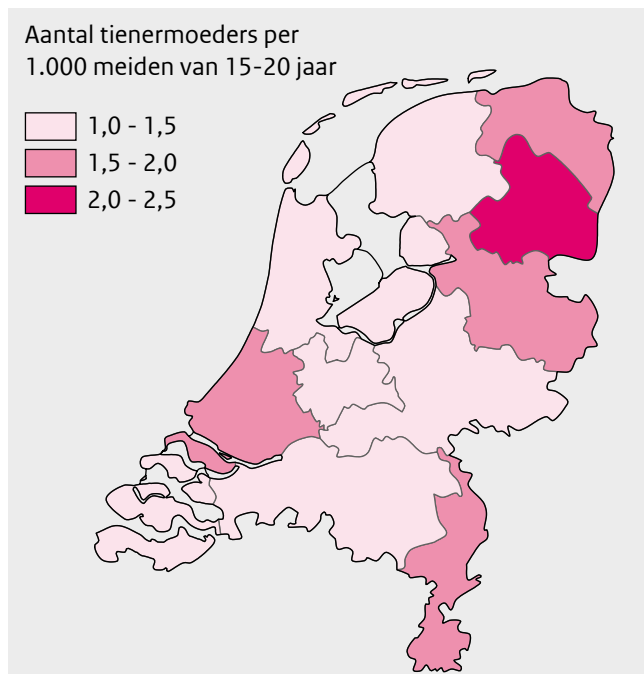 Aantal tienermoeders per
1.000 meiden van 15-20 jaar
1,0 - 1,5
1,5 - 2,0
2,0 - 2,5